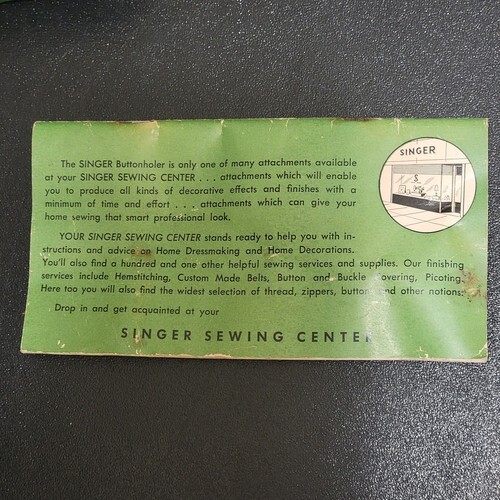 The SINGER Buttonholer is only one of many attachments available
at your SINGER SEWING CENTER . . . attachments which will enable
you to produce all kinds of decorative effects and finishes with a
minimum of time and effort . . . attachments which can give your
home sewing that smart professional look.
SINGER
S
YOUR SINGER SEWING CENTER stands ready to help you with in-
structions and advice on Home Dressmaking and Home Decorations.
You'll also find a hundred and one other helpful sewing services and supplies. Our finishing
services include Hemstitching, Custom Made Belts, Button and Buckle Covering, Picoting.
Here too you will also find the widest selection of thread, zippers, buttons and other notions.
Drop in and get acquainted at your
SINGER SEWING CENTER